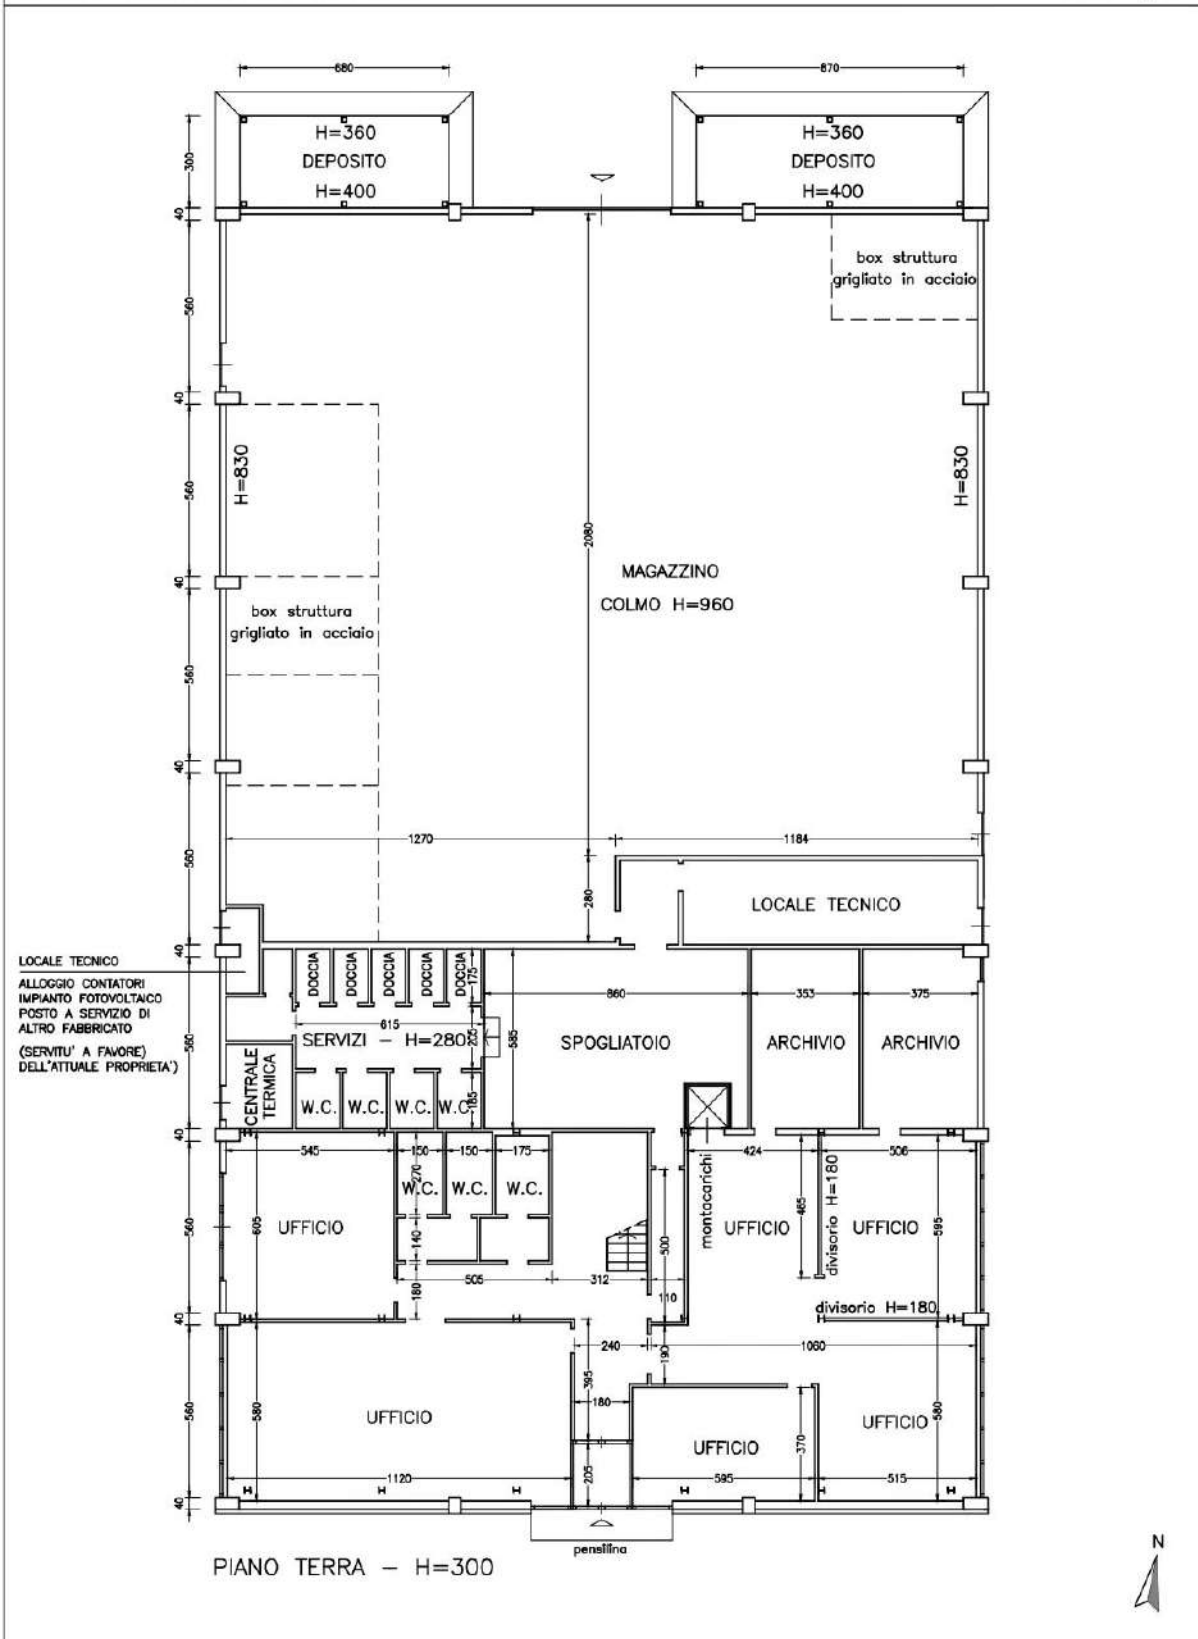 680
870
H=360
DEPOSITO
H=400
H=360
DEPOSITO
H=400
300
40
560
40
560
40
560
40
560
40
560
40
560
40
560
40
box struttura
grigliato in acciaio
H=830
H=830
2080
MAGAZZINO
COLMO H=960
box struttura
grigliato in acciaio
1270
1184
280
LOCALE TECNICO
LOCALE TECNICO
ALLOGGIO CONTATORI
IMPIANTO FOTOVOLTAICO
POSTO A SERVIZIO DI
ALTRO FABBRICATO
(SERVITU' A FAVORE)
DELL'ATTUALE PROPRIETA')
DOCCIA
DOCCIA
DOCCIA
DOCCIA
DOCCIA
175
860
353
375
615
205
585
SERVIZI - H=280
SPOGLIATOIO
ARCHIVIO
ARCHIVIO
CENTRALE
TERMICA
W.C.
W.C.
W.C.
W.C.
185
545
150
150
175
424
506
270
W.C.
W.C.
W.C.
montacarichi
divisorio H=180
465
UFFICIO
605
UFFICIO
UFFICIO
595
140
500
505
312
180
110
divisorio H=180
240
190
1060
395
180
UFFICIO
580
UFFICIO
580
UFFICIO
370
205
1120
595
515
pensilina
PIANO TERRA - H=300
N